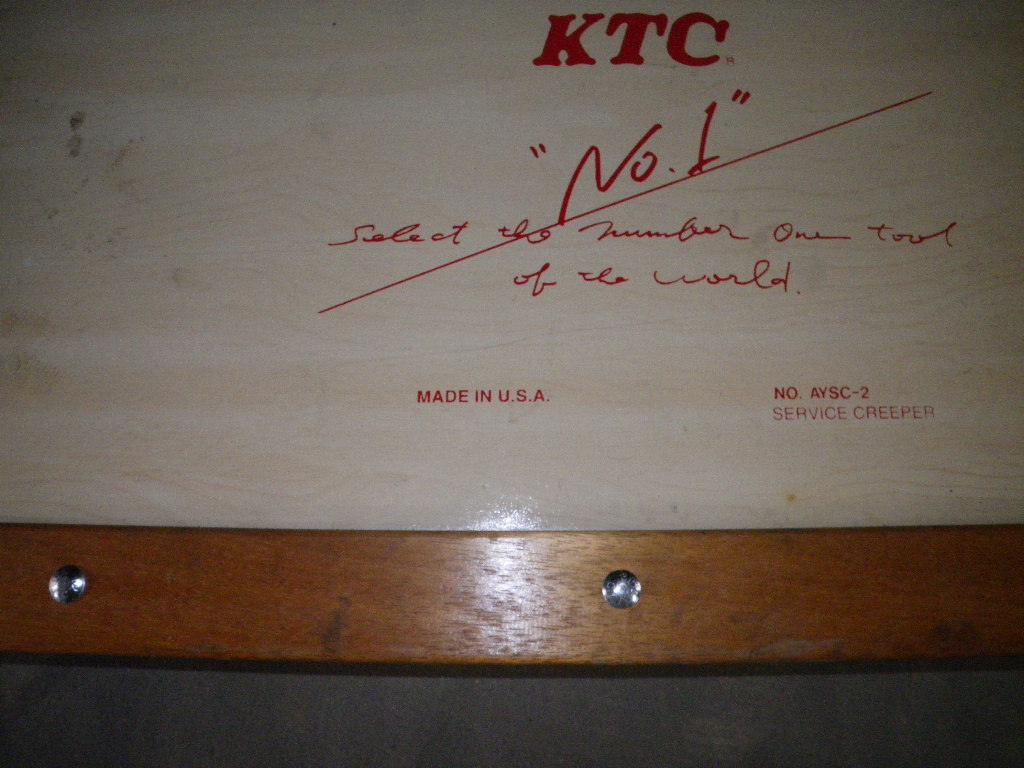 KTC®
"No.1"
Select the number One tool
of the world.
MADE IN U.S.A.
NO. AYSC-2
SERVICE CREEPER